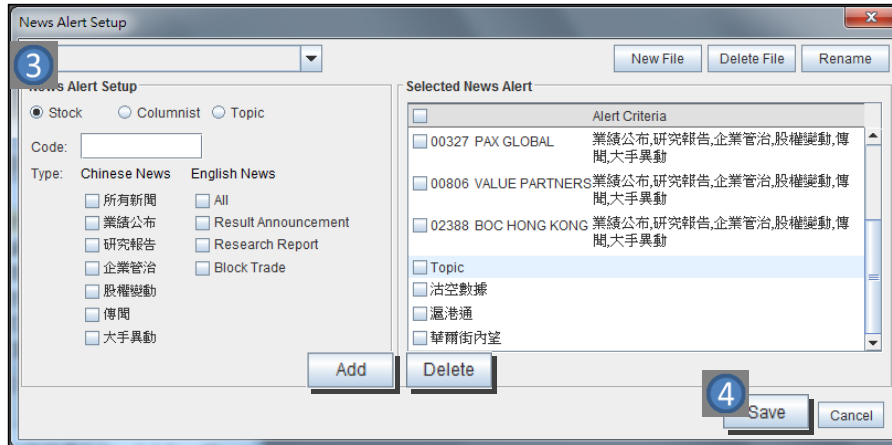 News Alert Setup
3
New File
Delete File
Rename
News Alert Setup
Stock
Columnist
Topic
Code:
Type:
Chinese News
English News
所有新聞
All
業績公布
Result Announcement
研究報告
Research Report
企業管治
Block Trade
股權變動
傳聞
大手異動
Add
Selected News Alert
Alert Criteria
00327 PAX GLOBAL
業績公布,研究報告,企業管治,股權變動,傳
聞,大手異動
00806 VALUE PARTNERS
業績公布,研究報告,企業管治,股權變動,傳
聞,大手異動
02388 BOC HONG KONG
業績公布,研究報告,企業管治,股權變動,傳
聞,大手異動
Topic
沽空數據
滬港通
華爾街內望
Delete
4
Save
Cancel